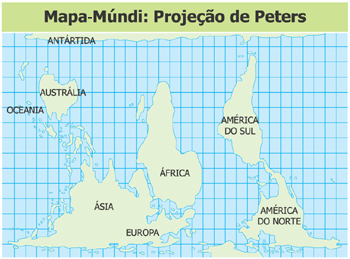 Mapa-Múndi: Projeção de Peters
ANTÁRTIDA
AUSTRÁLIA
OCEANIA
AMÉRICA
DO SUL
ÁFRICA
ÁSIA
AMÉRICA
DO NORTE
EUROPA